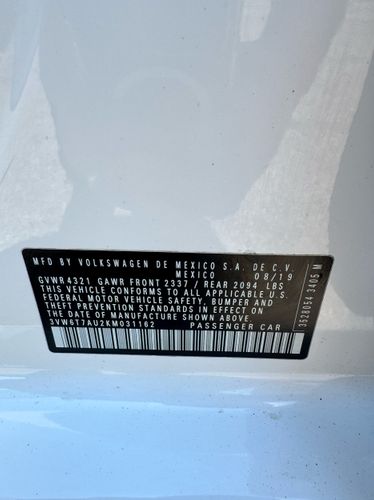 MFD BY VOLKSWAGEN DE MEXICO S.A. DE C.V.
MEXICO 08/19
GVWR 4321 GAWR FRONT 2337 / REAR 2094 LBS
THIS VEHICLE CONFORMS TO ALL APPLICABLE U.S.
FEDERAL MOTOR VEHICLE SAFETY, BUMPER AND
THEFT PREVENTION STANDARDS IN EFFECT ON
THE DATE OF MANUFACTURE SHOWN ABOVE.
3VW6T7AU2KM031162 PASSENGER CAR
3628054 3405 M